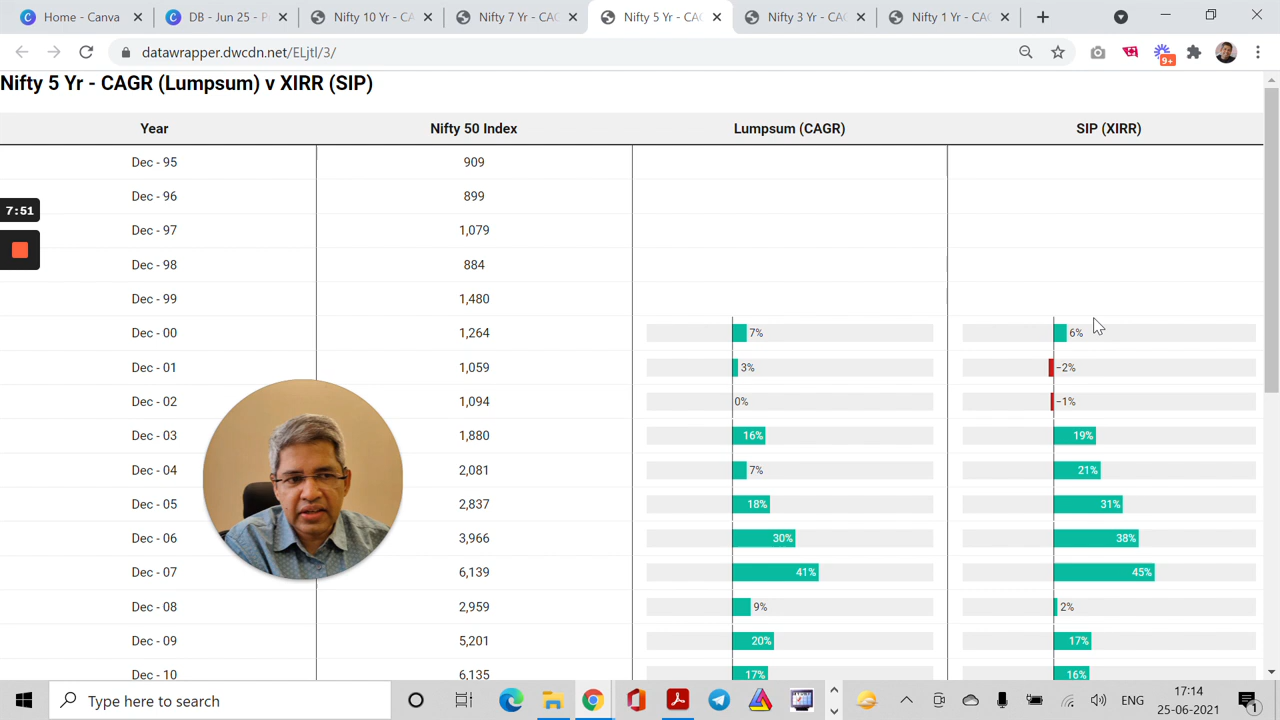 Home - Canva
DB - Jun 25 - P
Nifty 10 Yr - CA
Nifty 7 Yr - CAG
Nifty 5 Yr - CAG
Nifty 3 Yr - CAG
Nifty 1 Yr - CAG
datawrapper.dwcdn.net/ELjtl/3/
9+
Nifty 5 Yr - CAGR (Lumpsum) v XIRR (SIP)
Year Nifty 50 Index Lumpsum (CAGR) SIP (XIRR)
Dec - 95 909
Dec - 96 899
7:51
Dec - 97 1,079
Dec - 98 884
Dec - 99 1,480
Dec - 00 1,264 7% 6%
Dec - 01 1,059 3% −2%
Dec - 02 1,094 0% −1%
Dec - 03 1,880 16% 19%
Dec - 04 2,081 7% 21%
Dec - 05 2,837 18% 31%
Dec - 06 3,966 30% 38%
Dec - 07 6,139 41% 45%
Dec - 08 2,959 9% 2%
Dec - 09 5,201 20% 17%
Dec - 10 6,135 17% 16%
Type here to search
ENG
17:14
25-06-2021
1